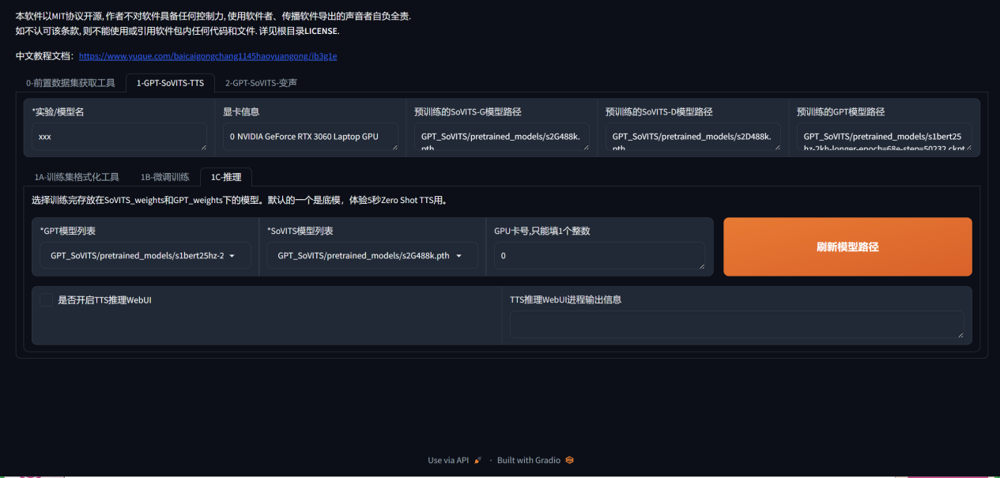 本软件以MIT协议开源, 作者不对软件具备任何控制力, 使用软件者、传播软件导出的声音者自负全责.
如不认可该条款, 则不能使用或引用软件包内任何代码和文件. 详见根目录LICENSE.
中文教程文档：https://www.yuque.com/baicaigongchang1145haoyuangong/ib3g1e
0-前置数据集获取工具 1-GPT-SoVITS-TTS 2-GPT-SoVITS-变声
*实验/模型名 显卡信息 预训练的SoVITS-G模型路径 预训练的SoVITS-D模型路径 预训练的GPT模型路径
xxx 0 NVIDIA GeForce RTX 3060 Laptop GPU GPT_SoVITS/pretrained_models/s2G488k. GPT_SoVITS/pretrained_models/s2D488k. GPT_SoVITS/pretrained_models/s1bert25
pth pth hz-2kh-longer-epoch=68e-step=50232.ckpt
1A-训练集格式化工具 1B-微调训练 1C-推理
选择训练完存放在SoVITS_weights和GPT_weights下的模型。默认的一个是底模，体验5秒Zero Shot TTS用。
*GPT模型列表 *SoVITS模型列表 GPU卡号,只能填1个整数
GPT_SoVITS/pretrained_models/s1bert25hz-2 GPT_SoVITS/pretrained_models/s2G488k.pth 0
刷新模型路径
是否开启TTS推理WebUI TTS推理WebUI进程输出信息
Use via API · Built with Gradio